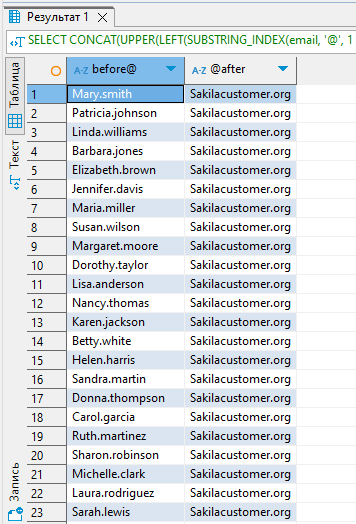 Результат 1
SELECT CONCAT(UPPER(LEFT(SUBSTRING_INDEX(email, '@', 1
Таблица
Текст
Запись
A-Z before@ A-Z @after
1 Mary.smith Sakilacustomer.org
2 Patricia.johnson Sakilacustomer.org
3 Linda.williams Sakilacustomer.org
4 Barbara.jones Sakilacustomer.org
5 Elizabeth.brown Sakilacustomer.org
6 Jennifer.davis Sakilacustomer.org
7 Maria.miller Sakilacustomer.org
8 Susan.wilson Sakilacustomer.org
9 Margaret.moore Sakilacustomer.org
10 Dorothy.taylor Sakilacustomer.org
11 Lisa.anderson Sakilacustomer.org
12 Nancy.thomas Sakilacustomer.org
13 Karen.jackson Sakilacustomer.org
14 Betty.white Sakilacustomer.org
15 Helen.harris Sakilacustomer.org
16 Sandra.martin Sakilacustomer.org
17 Donna.thompson Sakilacustomer.org
18 Carol.garcia Sakilacustomer.org
19 Ruth.martinez Sakilacustomer.org
20 Sharon.robinson Sakilacustomer.org
21 Michelle.clark Sakilacustomer.org
22 Laura.rodriguez Sakilacustomer.org
23 Sarah.lewis Sakilacustomer.org